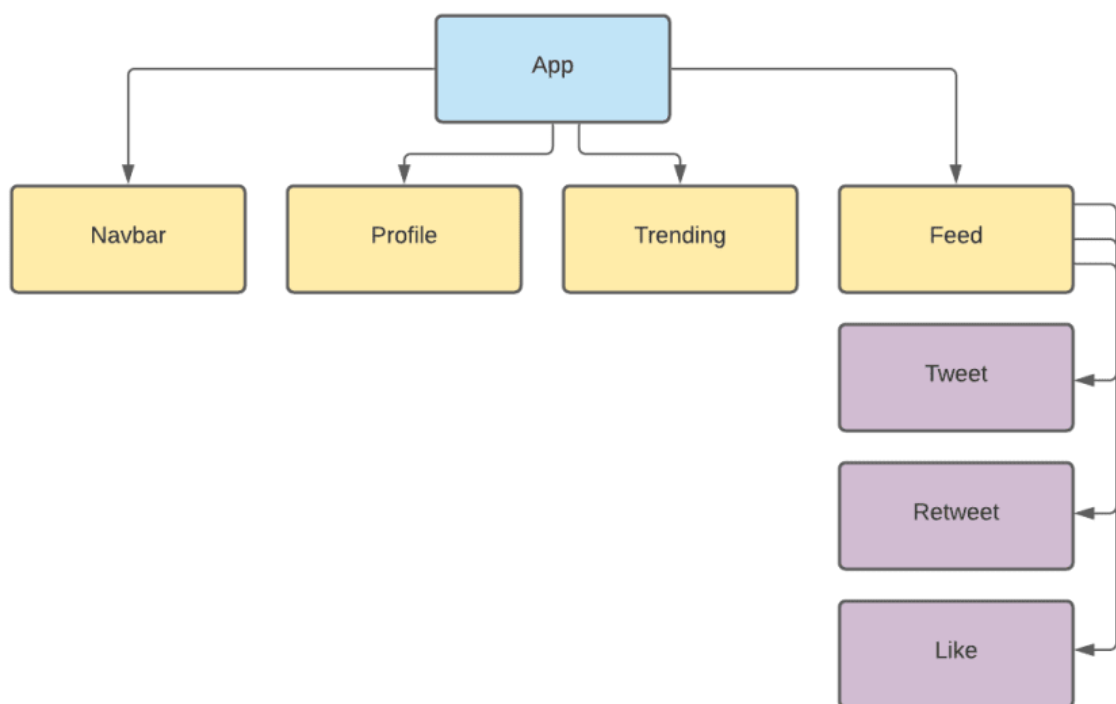 App
Navbar
Profile
Trending
Feed
Tweet
Retweet
Like